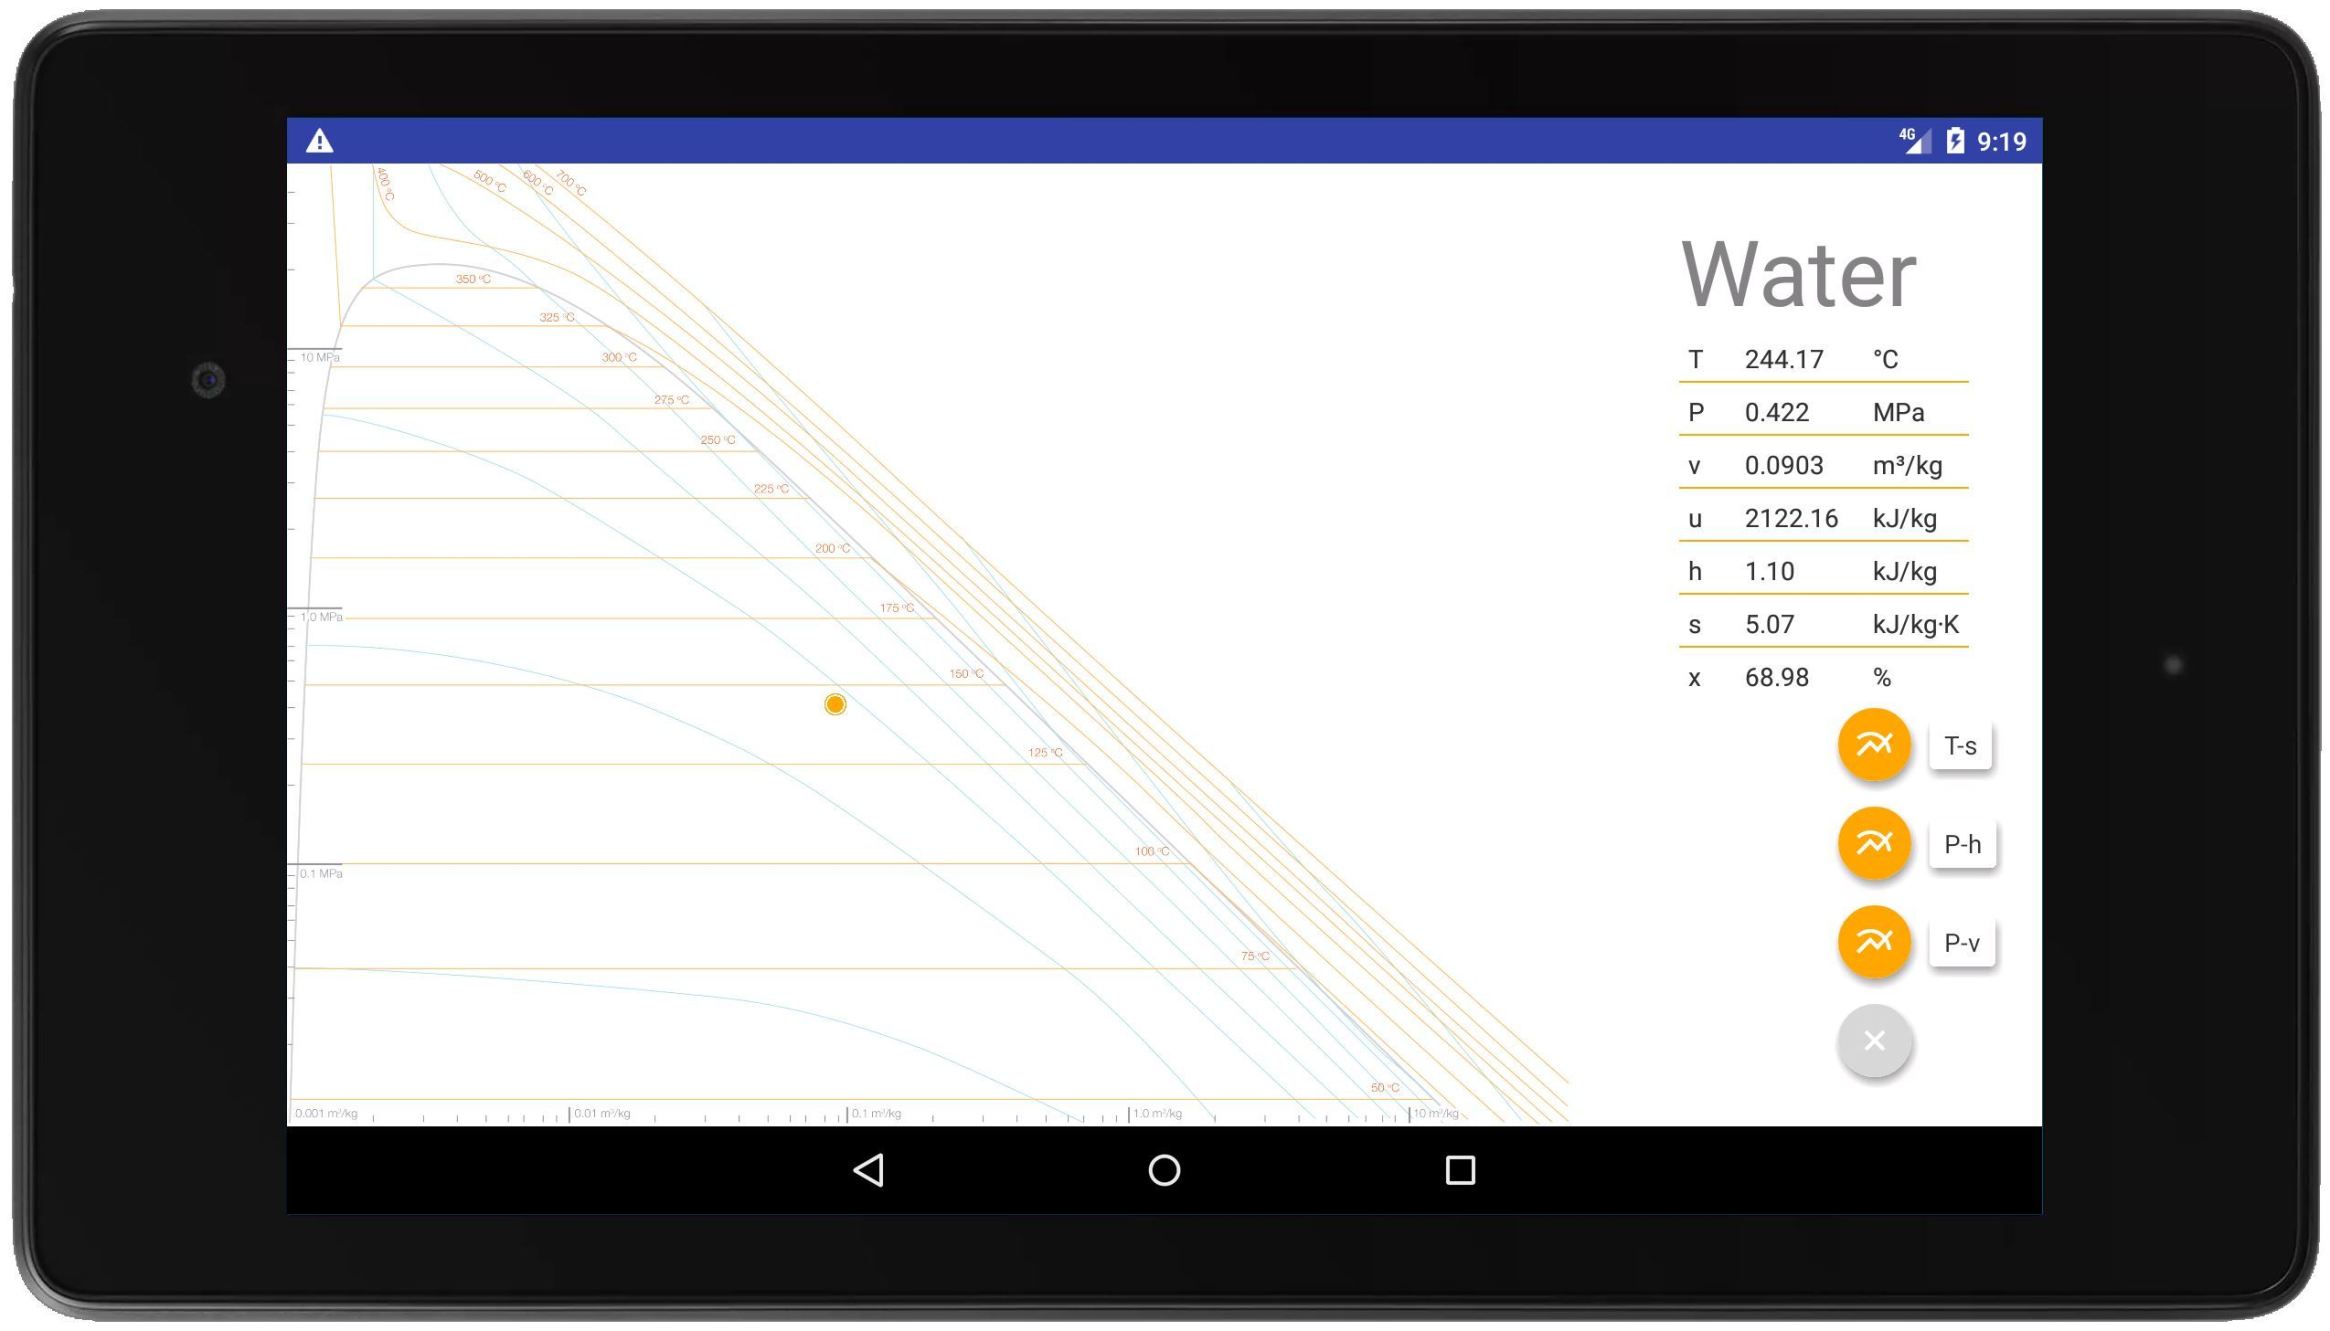 4G 9:19
400 °C
500 °C
600 °C
700 °C
350 °C
325 °C
10 MPa
300 °C
275 °C
250 °C
225 °C
200 °C
175 °C
1.0 MPa
150 °C
125 °C
100 °C
0.1 MPa
75 °C
50 °C
0.001 m³/kg 0.01 m³/kg 0.1 m³/kg 1.0 m³/kg 10 m³/kg
Water
T 244.17 °C
P 0.422 MPa
v 0.0903 m³/kg
u 2122.16 kJ/kg
h 1.10 kJ/kg
s 5.07 kJ/kg·K
x 68.98 %
T-s
P-h
P-v